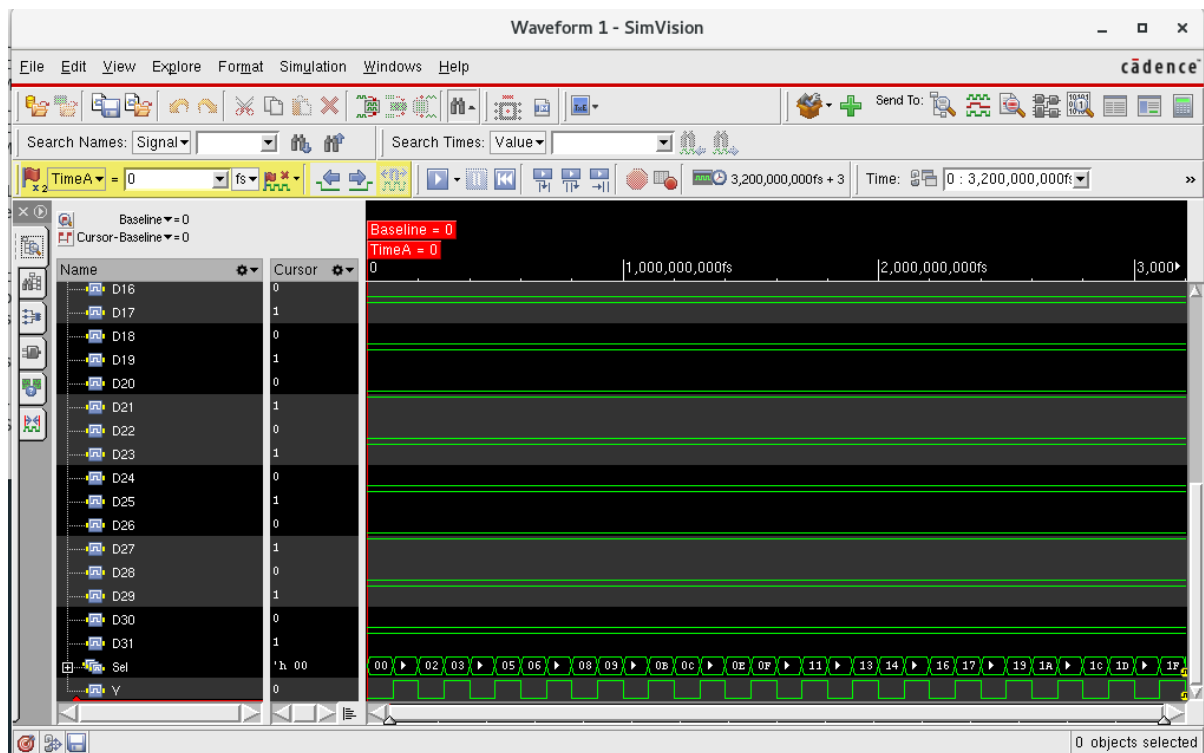 Waveform 1 - SimVision
File Edit View Explore Format Simulation Windows Help
cādence
Send To:
Search Names: Signal
Search Times: Value
x2 TimeA = 0 fs 3,200,000,000fs + 3 Time: 0 : 3,200,000,000fs »
Baseline = 0
Cursor-Baseline = 0
Baseline = 0
TimeA = 0
Name Cursor 0 1,000,000,000fs 2,000,000,000fs 3,000
D16 0
D17 1
D18 0
D19 1
D20 0
D21 1
D22 0
D23 1
D24 0
D25 1
D26 0
D27 1
D28 0
D29 1
D30 0
D31 1
Sel 'h 00 00 02 03 05 06 08 09 0B 0C 0E 0F 11 13 14 16 17 19 1A 1C 1D 1F
Y 0
0 objects selected